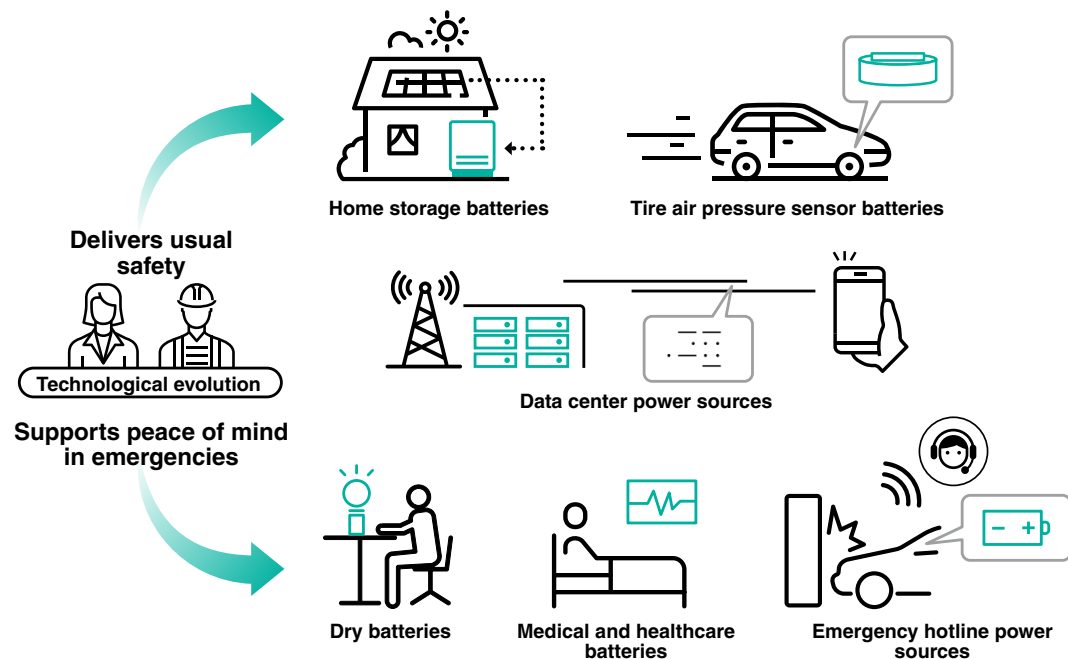 Delivers usual
safety
Technological evolution
Supports peace of mind
in emergencies
Home storage batteries
Tire air pressure sensor batteries
Data center power sources
Dry batteries
Medical and healthcare
batteries
Emergency hotline power
sources